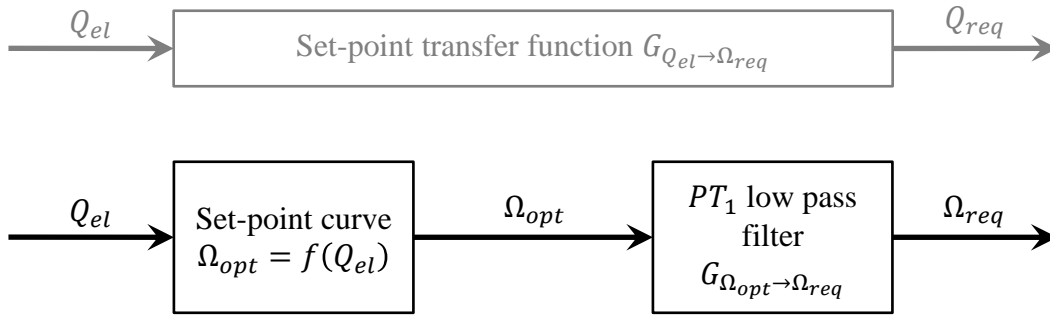 Q_el
Set-point transfer function G_{Q_el→Ω_req}
Q_req
Q_el
Set-point curve
Ω_opt = f(Q_el)
Ω_opt
PT_1 low pass
filter
G_{Ω_opt→Ω_req}
Ω_req